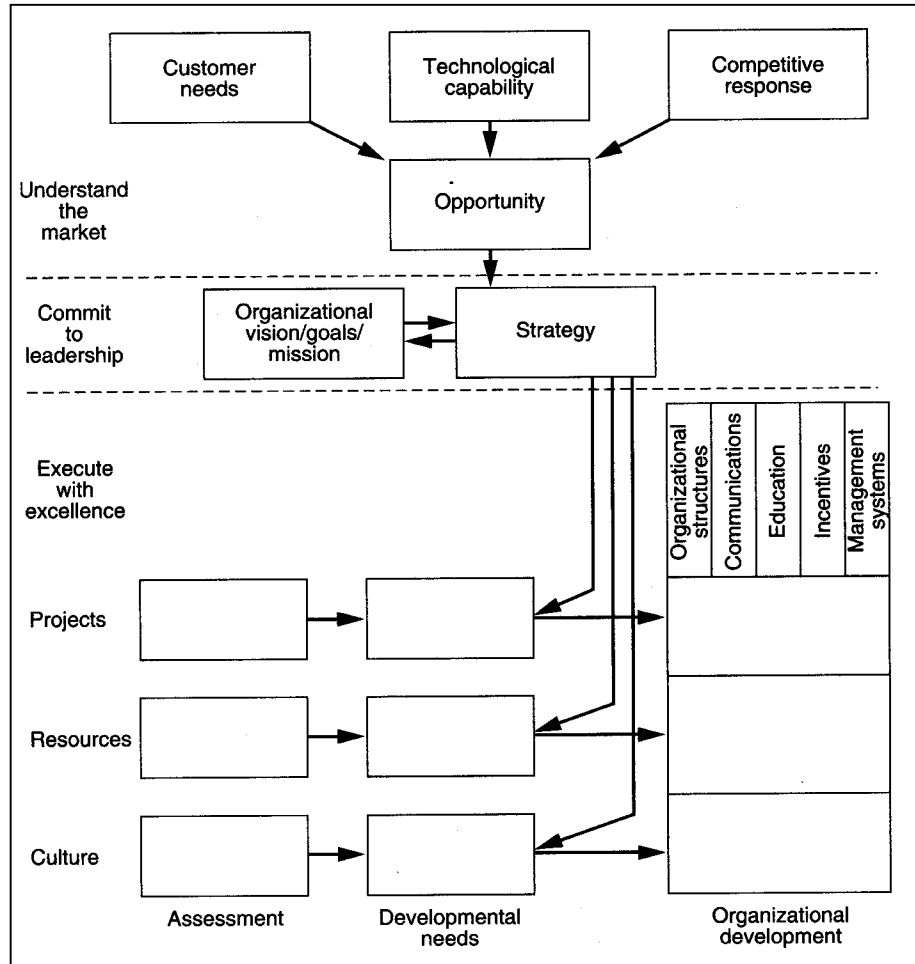 Customer
needs
Technological
capability
Competitive
response
Understand
the
market
Opportunity
Commit
to
leadership
Organizational
vision/goals/
mission
Strategy
Execute
with
excellence
Organizational
structures
Communications
Education
Incentives
Management
systems
Projects
Resources
Culture
Assessment
Developmental
needs
Organizational
development